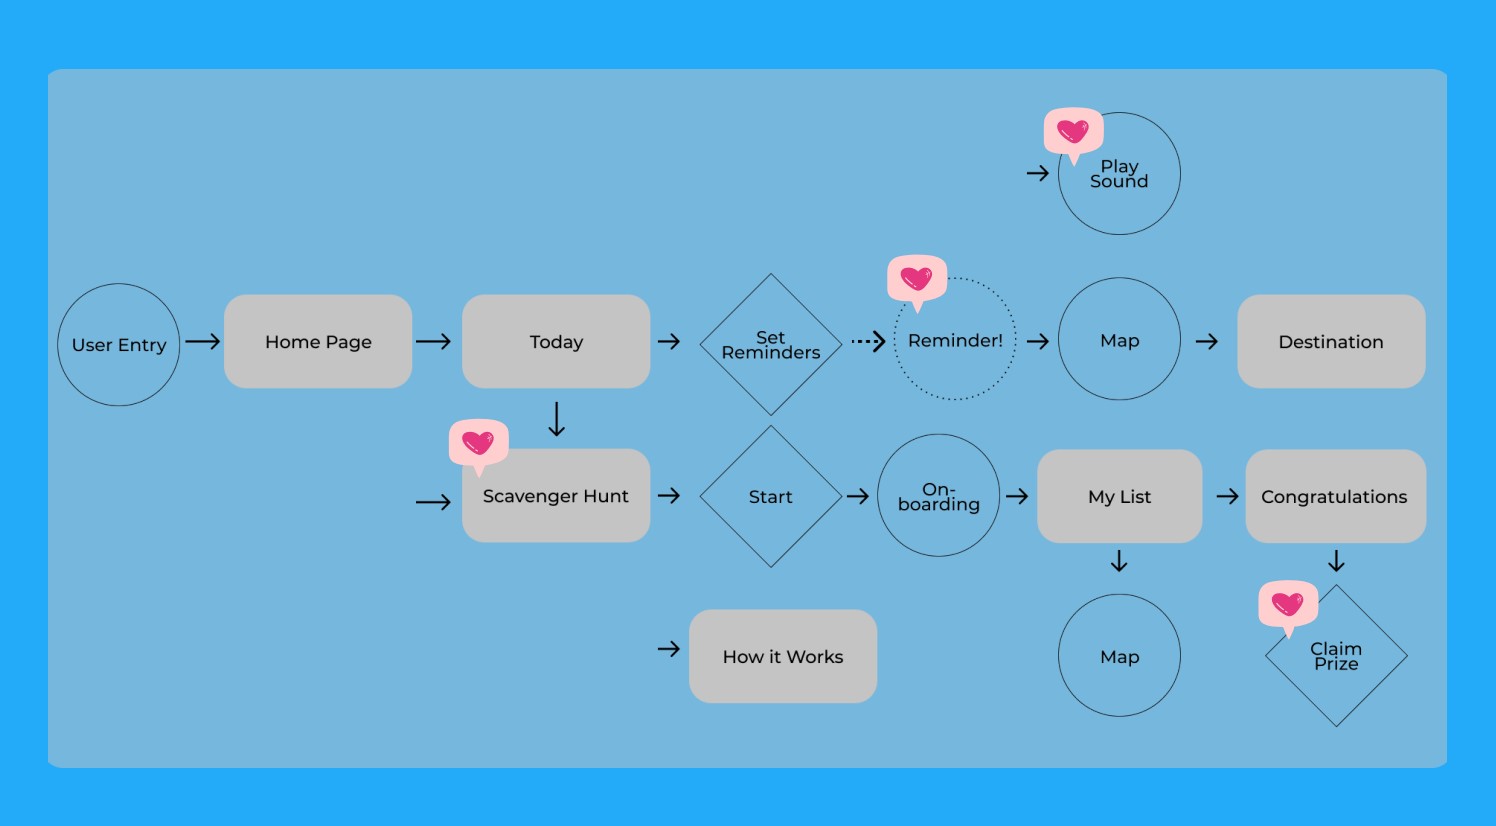 Play
Sound
User Entry
Home Page
Today
Set
Reminders
Reminder!
Map
Destination
Scavenger Hunt
Start
On-
boarding
My List
Congratulations
How it Works
Map
Claim
Prize